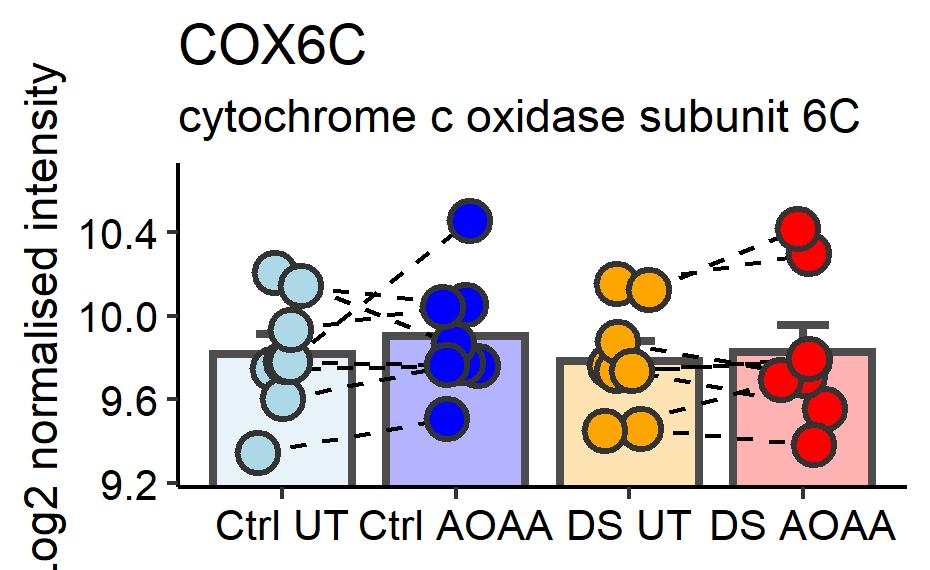 COX6C
cytochrome c oxidase subunit 6C
.og2 normalised intensity
10.4
10.0
9.6
9.2
Ctrl UT Ctrl AOAA DS UT DS AOAA